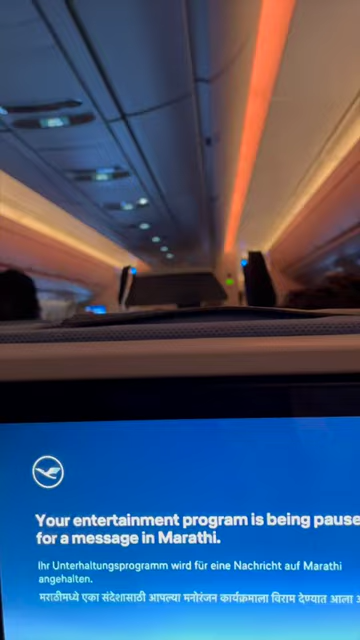 Your entertainment program is being pause
for a message in Marathi.
Ihr Unterhaltungsprogramm wird für eine Nachricht auf Marathi
angehalten.
मराठीमध्ये एका संदेशासाठी आपल्या मनोरंजन कार्यक्रमाला विराम देण्यात आला